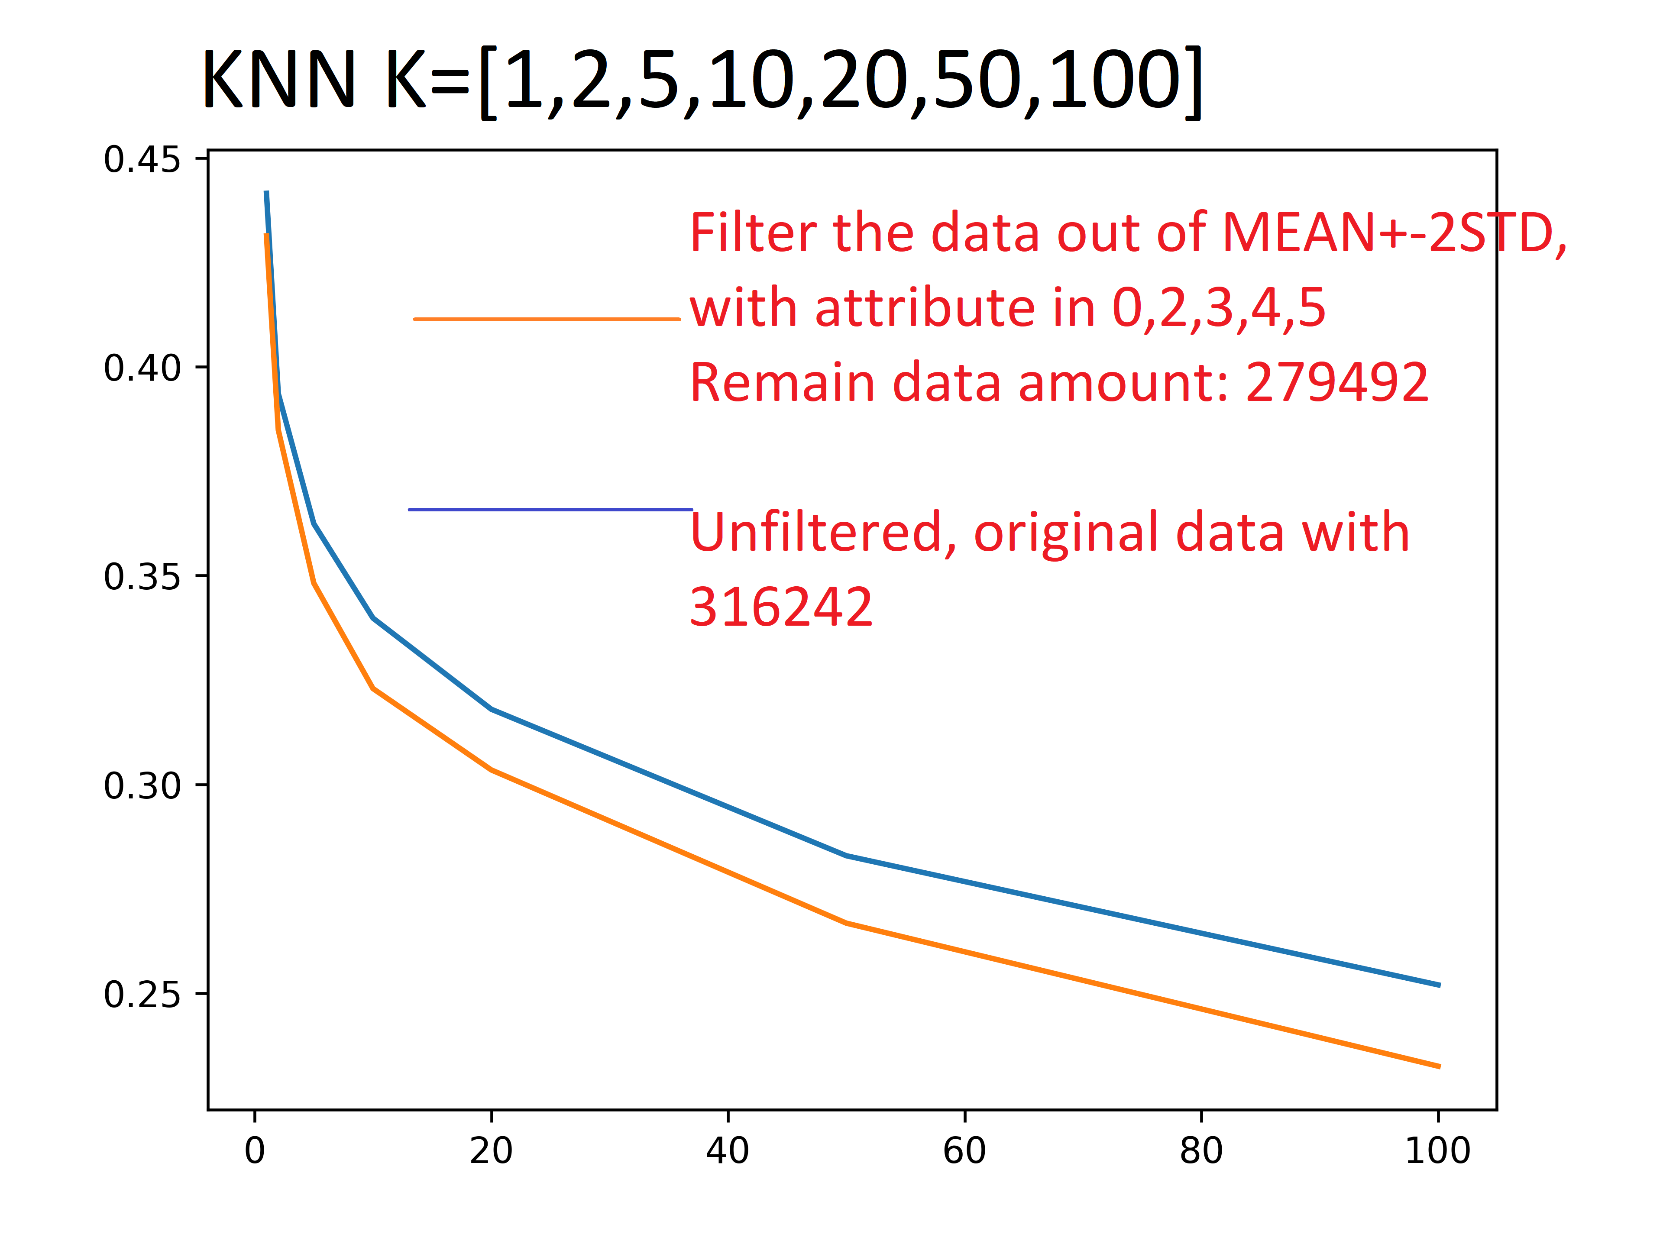 KNN K=[1,2,5,10,20,50,100]
0.45
Filter the data out of MEAN+-2STD,
with attribute in 0,2,3,4,5
0.40
Remain data amount: 279492
Unfiltered, original data with
0.35
316242
0.30
0.25
0 20 40 60 80 100